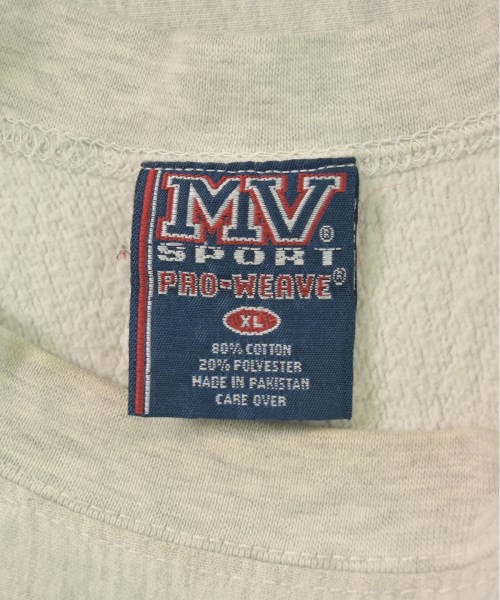 MV®
SPORT
PRO-WEAVE®
XL
80% COTTON
20% POLYESTER
MADE IN PAKISTAN
CARE OVER